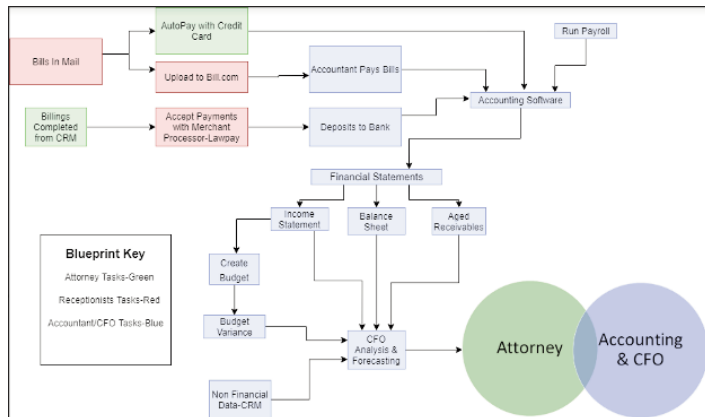 AutoPay with Credit
Card
Run Payroll
Bills In Mail
Upload to Bill.com
Accountant Pays Bills
Accounting Software
Billings
Completed
from CRM
Accept Payments
with Merchant
Processor-Lawpay
Deposits to Bank
Financial Statements
Income
Statement
Balance
Sheet
Aged
Receivables
Blueprint Key
Attorney Tasks-Green
Receptionists Tasks-Red
Accountant/CFO Tasks-Blue
Create
Budget
Budget
Variance
CFO
Analysis &
Forecasting
Non Financial
Data-CRM
Attorney
Accounting
& CFO